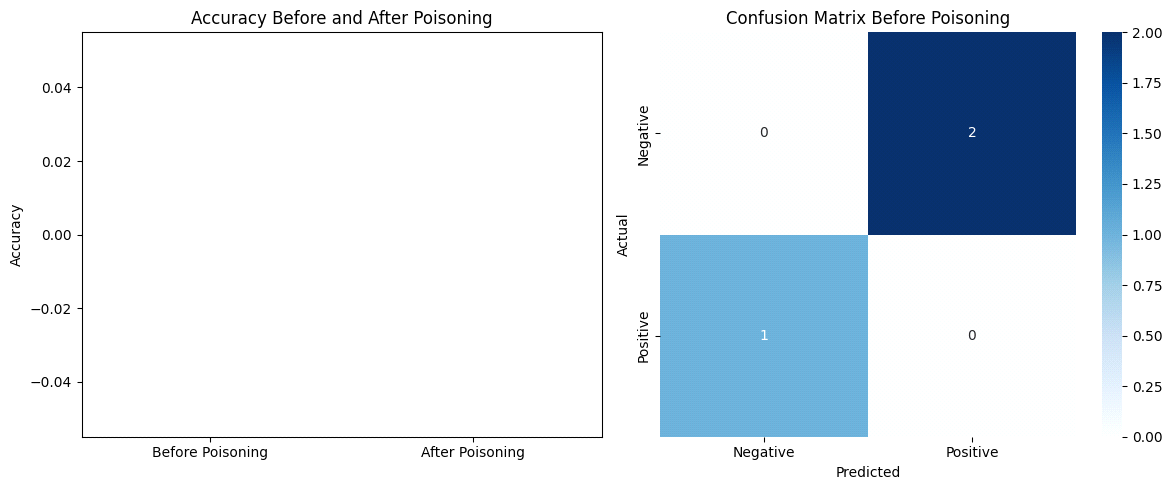 Accuracy Before and After Poisoning
Accuracy
0.04
0.02
0.00
−0.02
−0.04
Before Poisoning
After Poisoning
Confusion Matrix Before Poisoning
Actual
Negative
Positive
0
2
1
0
Negative
Positive
Predicted
2.00
1.75
1.50
1.25
1.00
0.75
0.50
0.25
0.00